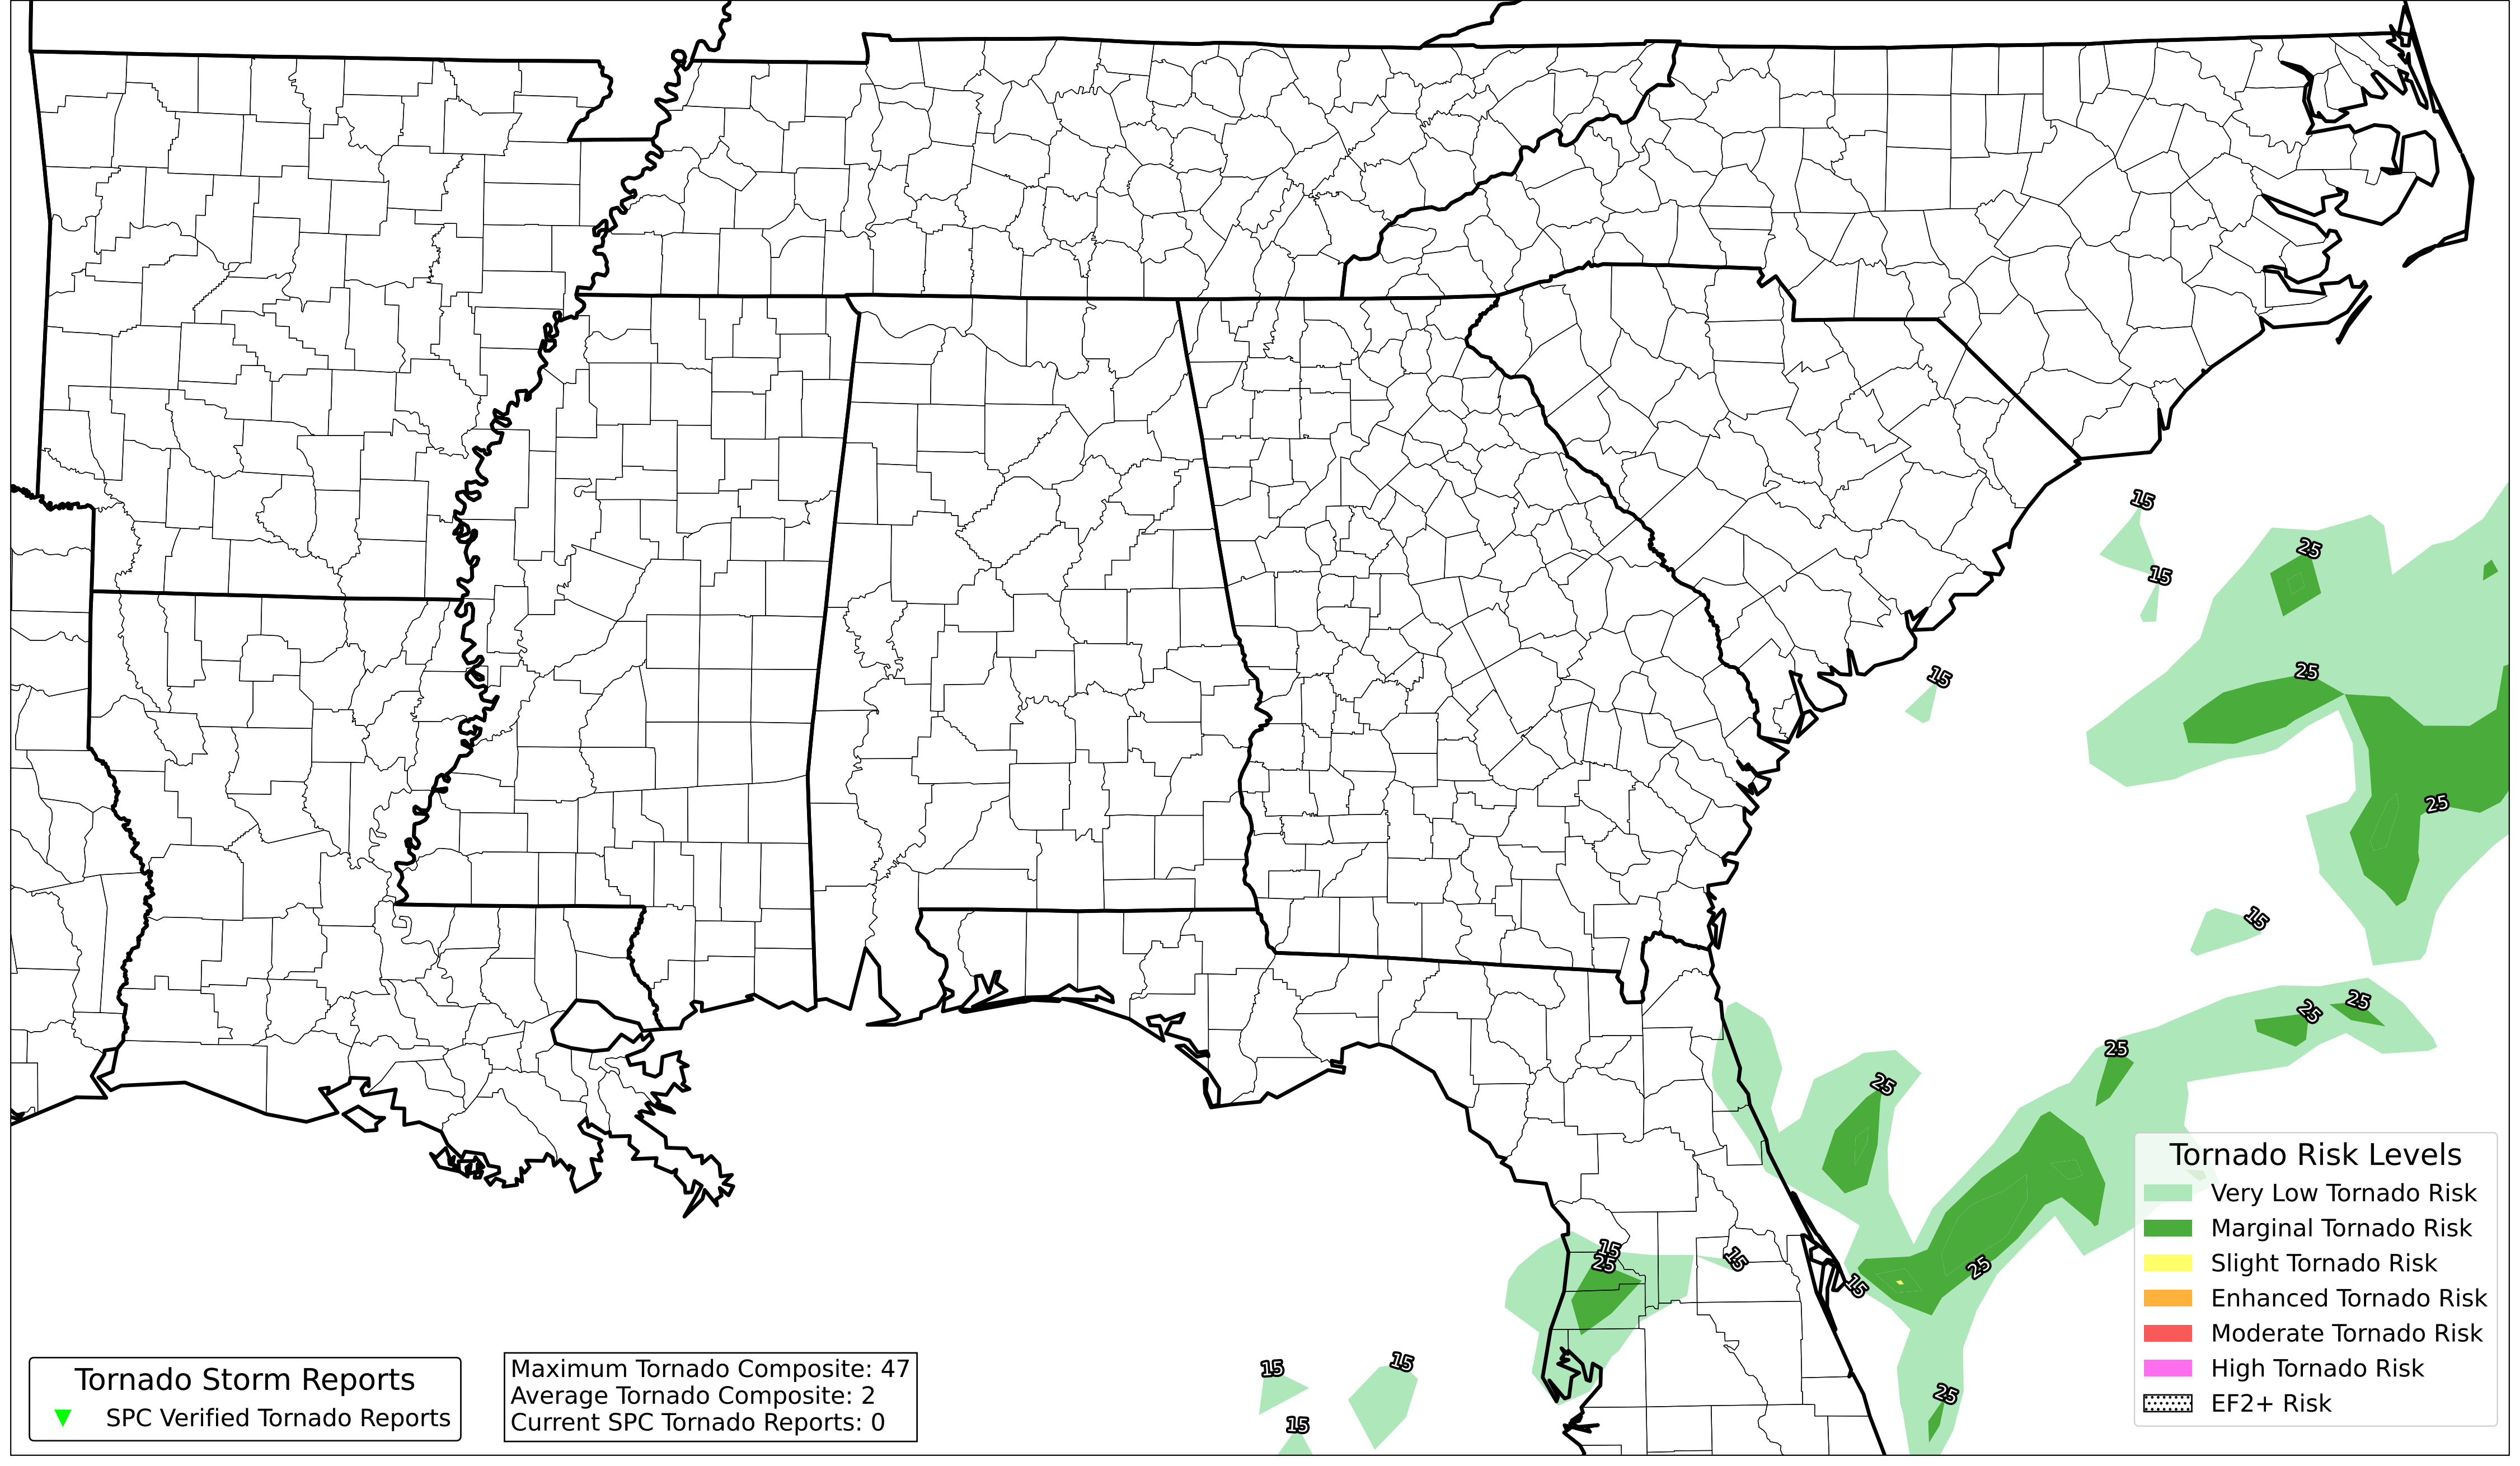 15
25
15
25
15
25
15
25
25
25
25
15
25
15
15
25
25
15
15
15
25
Tornado Risk Levels
Very Low Tornado Risk
Marginal Tornado Risk
Slight Tornado Risk
Enhanced Tornado Risk
Moderate Tornado Risk
High Tornado Risk
EF2+ Risk
Tornado Storm Reports
SPC Verified Tornado Reports
Maximum Tornado Composite: 47
Average Tornado Composite: 2
Current SPC Tornado Reports: 0
15